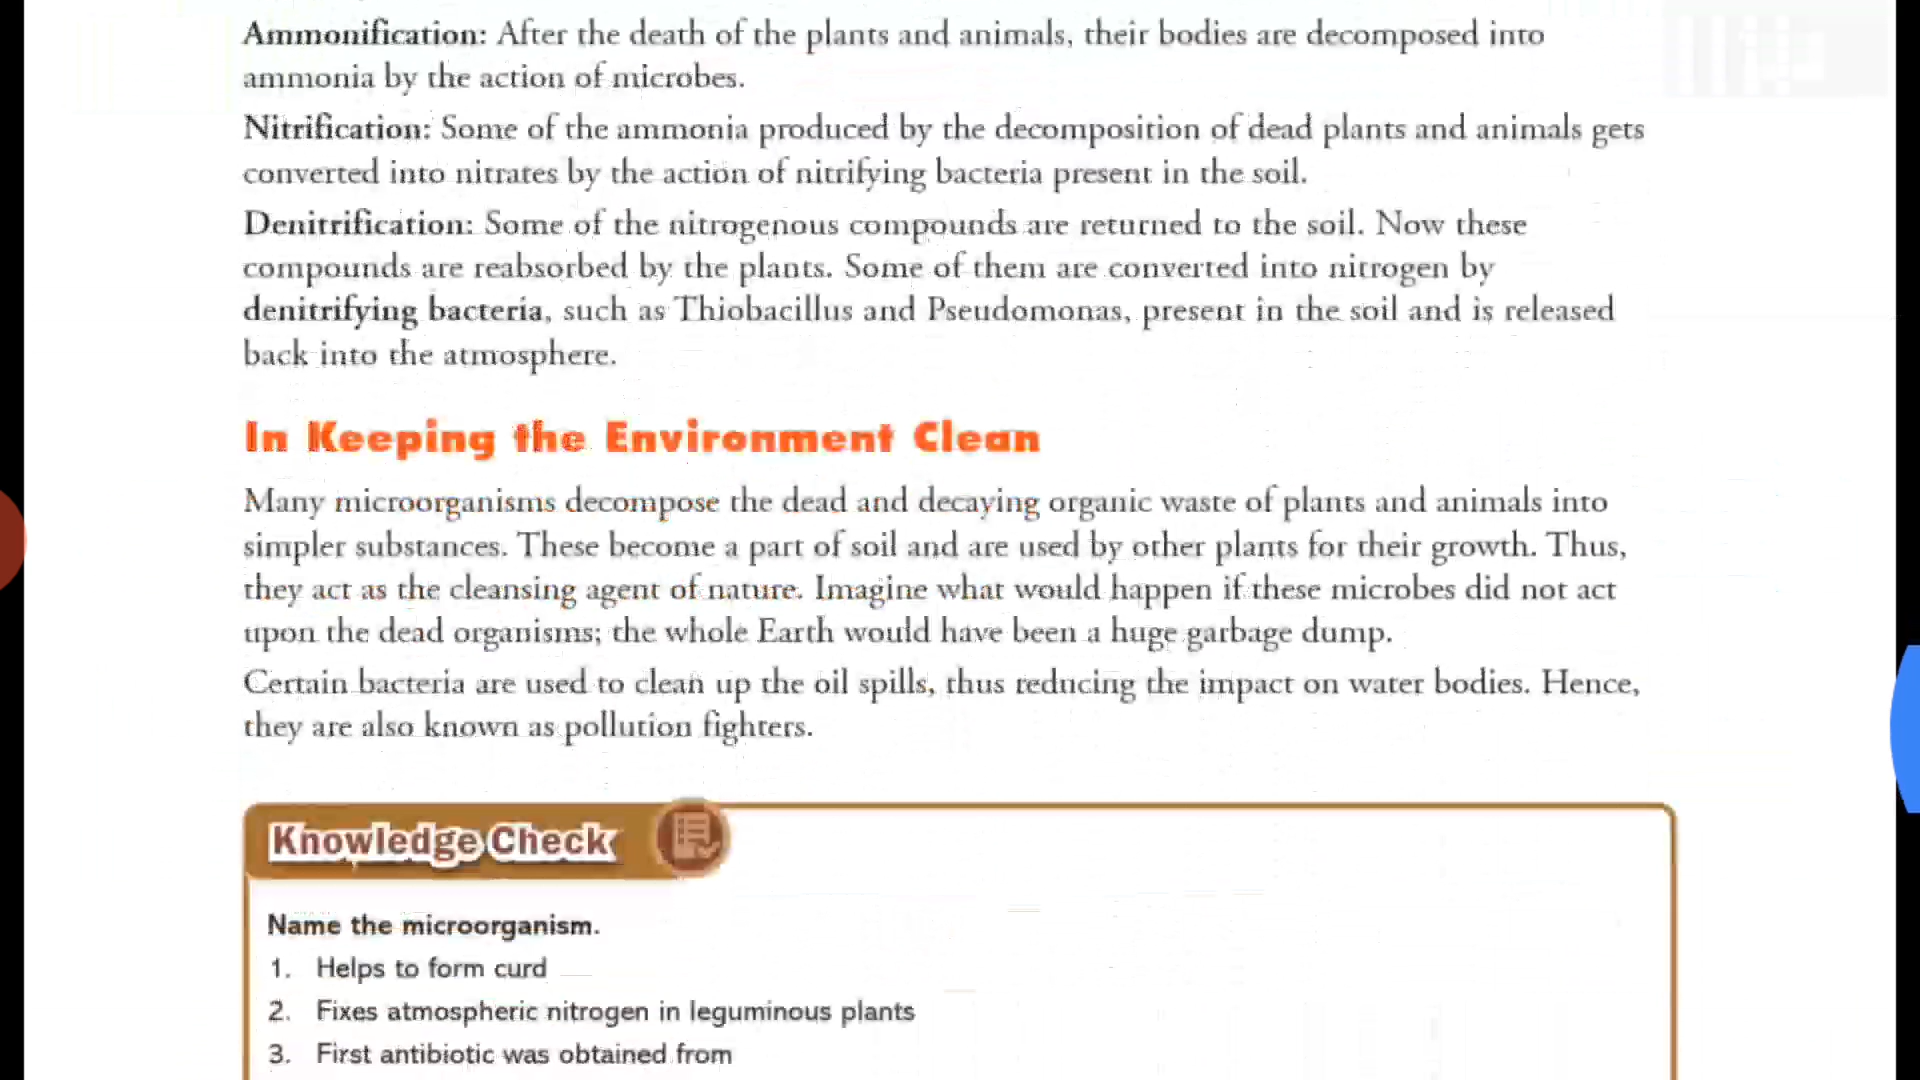 Ammonification: After the death of the plants and animals, their bodies are decomposed into
ammonia by the action of microbes.
Nitrification: Some of the ammonia produced by the decomposition of dead plants and animals gets
converted into nitrates by the action of nitrifying bacteria present in the soil.
Denitrification: Some of the nitrogenous compounds are returned to the soil. Now these
compounds are reabsorbed by the plants. Some of them are converted into nitrogen by
denitrifying bacteria, such as Thiobacillus and Pseudomonas, present in the soil and is released
back into the atmosphere.
In Keeping the Environment Clean
Many microorganisms decompose the dead and decaying organic waste of plants and animals into
simpler substances. These become a part of soil and are used by other plants for their growth. Thus,
they act as the cleansing agent of nature. Imagine what would happen if these microbes did not act
upon the dead organisms; the whole Earth would have been a huge garbage dump.
Certain bacteria are used to clean up the oil spills, thus reducing the impact on water bodies. Hence,
they are also known as pollution fighters.
Knowledge Check
Name the microorganism.
1. Helps to form curd
2. Fixes atmospheric nitrogen in leguminous plants
3. First antibiotic was obtained from